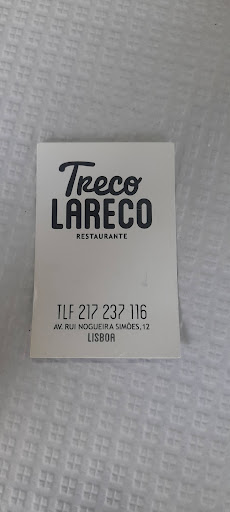 Treco
LARECO
RESTAURANTE
TLF 217 237 116
AV. RUI NOGUEIRA SIMÕES, 12
LISBOA